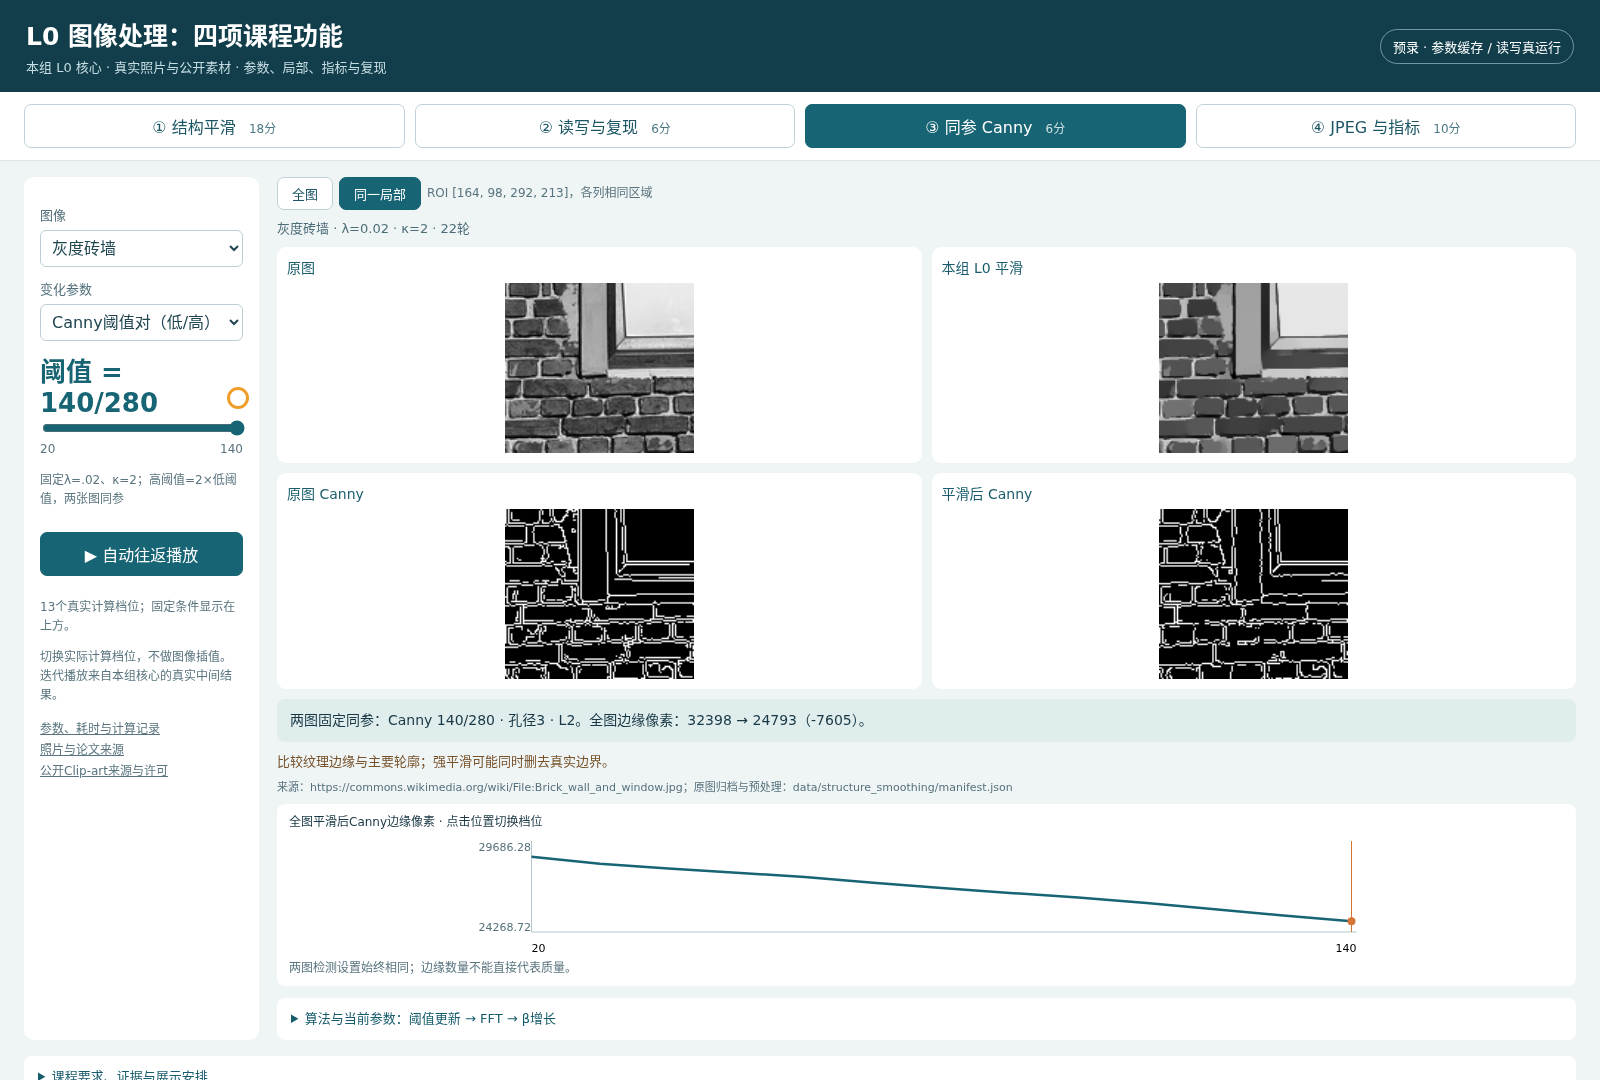 L0 图像处理：四项课程功能
本组 L0 核心 · 真实照片与公开素材 · 参数、局部、指标与复现
预录 · 参数缓存 / 读写真运行
① 结构平滑 18分
② 读写与复现 6分
③ 同参 Canny 6分
④ JPEG 与指标 10分
图像
灰度砖墙
变化参数
Canny阈值对（低/高）
阈值 =
140/280
20 140
固定λ=.02、κ=2；高阈值=2×低阈
值，两张图同参
▶ 自动往返播放
13个真实计算档位；固定条件显示在
上方。
切换实际计算档位，不做图像插值。
迭代播放来自本组核心的真实中间结
果。
参数、耗时与计算记录
照片与论文来源
公开Clip-art来源与许可
全图 同一局部 ROI [164, 98, 292, 213]，各列相同区域
灰度砖墙 · λ=0.02 · κ=2 · 22轮
原图
本组 L0 平滑
原图 Canny
平滑后 Canny
两图固定同参：Canny 140/280 · 孔径3 · L2。全图边缘像素：32398 → 24793（-7605）。
比较纹理边缘与主要轮廓；强平滑可能同时删去真实边界。
来源：https://commons.wikimedia.org/wiki/File:Brick_wall_and_window.jpg；原图归档与预处理：data/structure_smoothing/manifest.json
全图平滑后Canny边缘像素 · 点击位置切换档位
29686.28
24268.72
20 140
两图检测设置始终相同；边缘数量不能直接代表质量。
▶ 算法与当前参数：阈值更新 → FFT → β增长
▶ 课程要求、证据与展示安排